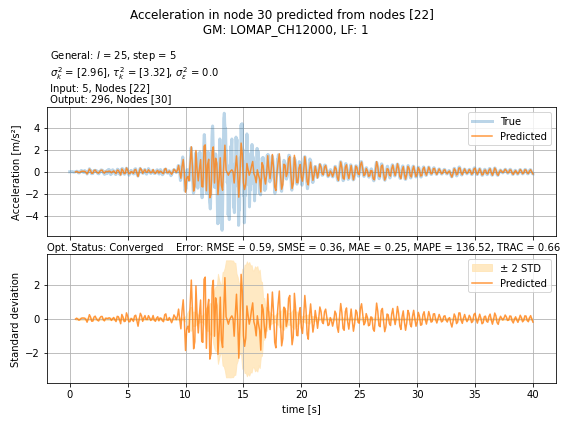 Acceleration in node 30 predicted from nodes [22]
GM: LOMAP_CH12000, LF: 1
General: l = 25, step = 5
σ²ₖ = [2.96], τ²ₖ = [3.32], σ²ε = 0.0
Input: 5, Nodes [22]
Output: 296, Nodes [30]
True
Predicted
Acceleration [m/s²]
4
2
0
−2
−4
Opt. Status: Converged Error: RMSE = 0.59, SMSE = 0.36, MAE = 0.25, MAPE = 136.52, TRAC = 0.66
± 2 STD
Predicted
Standard deviation
2
0
−2
0 5 10 15 20 25 30 35 40
time [s]